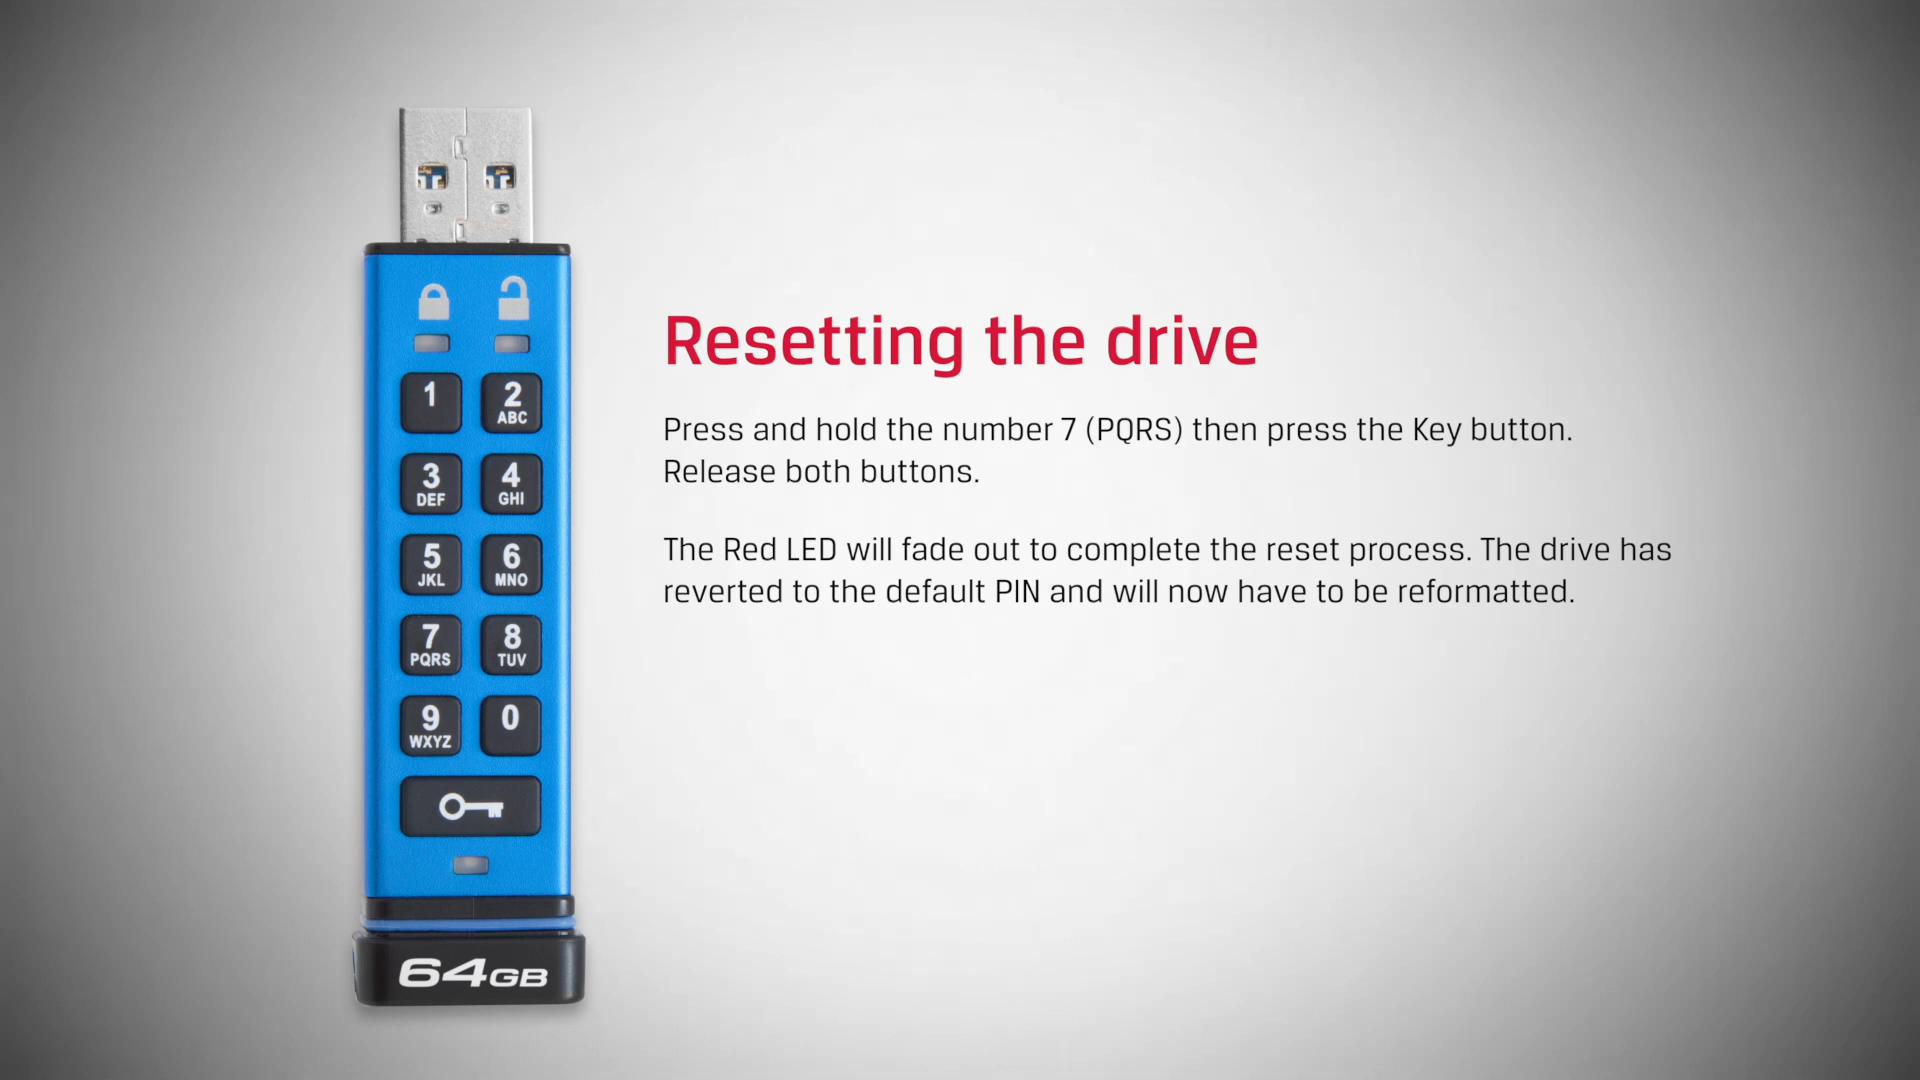 Resetting the drive
Press and hold the number 7 (PQRS) then press the Key button.
Release both buttons.
The Red LED will fade out to complete the reset process. The drive has
reverted to the default PIN and will now have to be reformatted.
1
2
ABC
3
DEF
4
GHI
5
JKL
6
MNO
7
PQRS
8
TUV
9
WXYZ
0
64GB